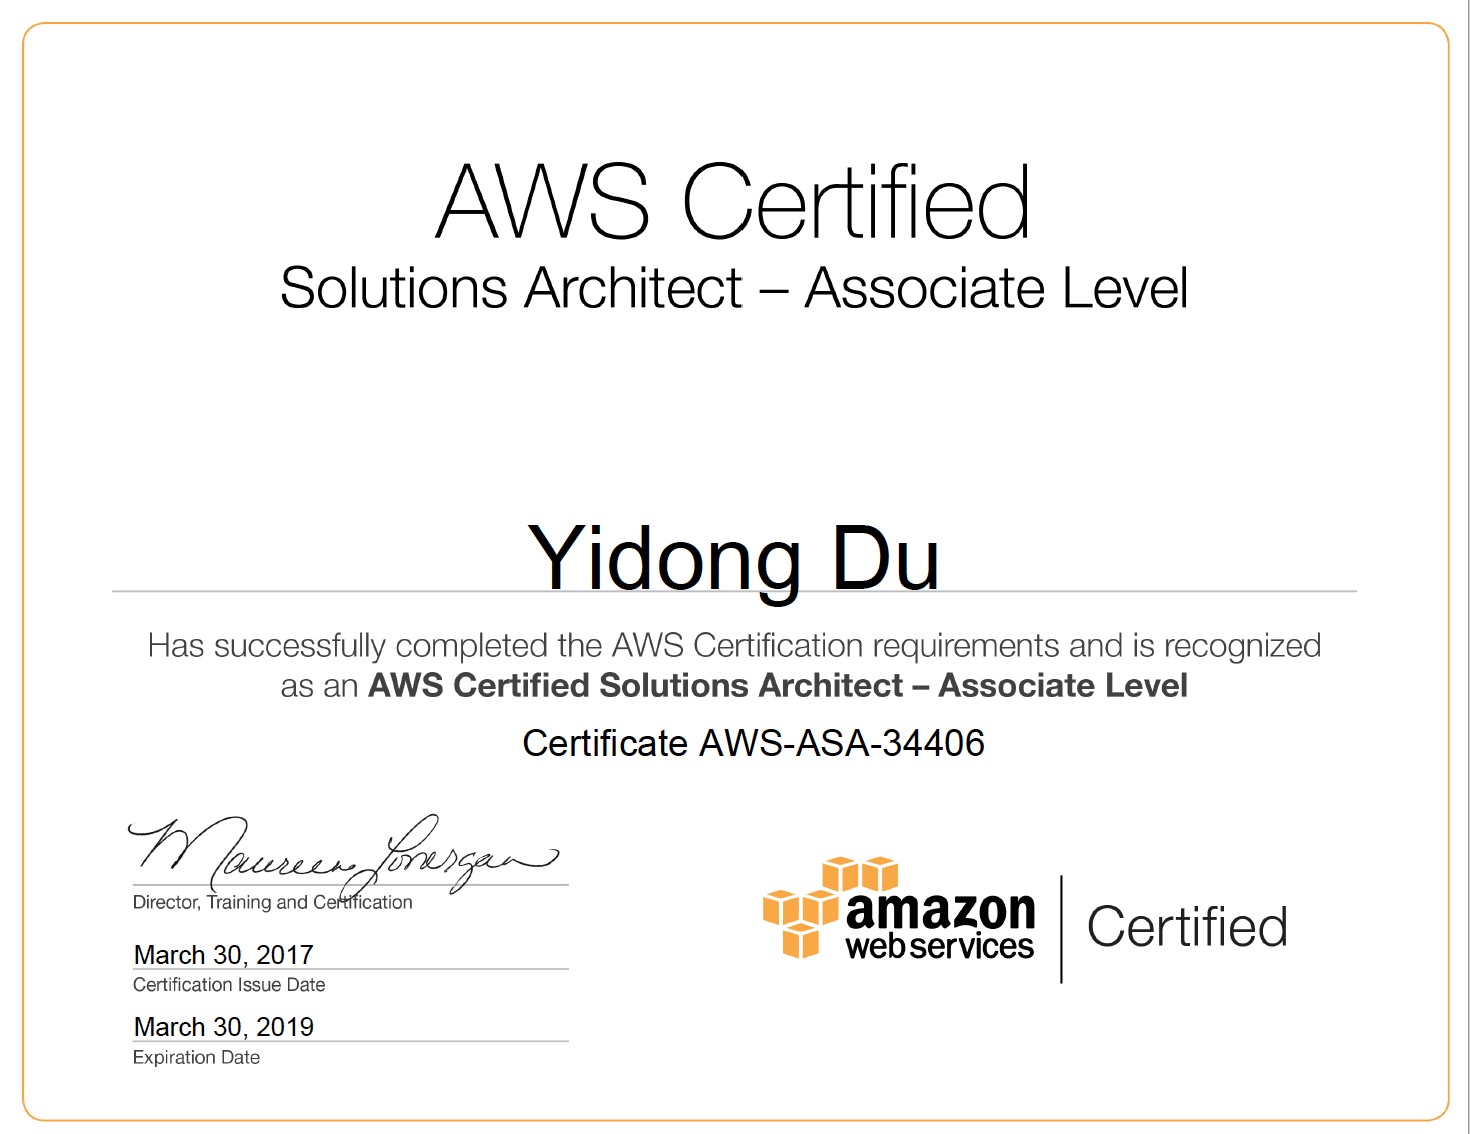 AWS Certified
Solutions Architect – Associate Level
Yidong Du
Has successfully completed the AWS Certification requirements and is recognized
as an AWS Certified Solutions Architect – Associate Level
Certificate AWS-ASA-34406
Maureen Lonergan
Director, Training and Certification
March 30, 2017
Certification Issue Date
March 30, 2019
Expiration Date
amazon
web services
Certified